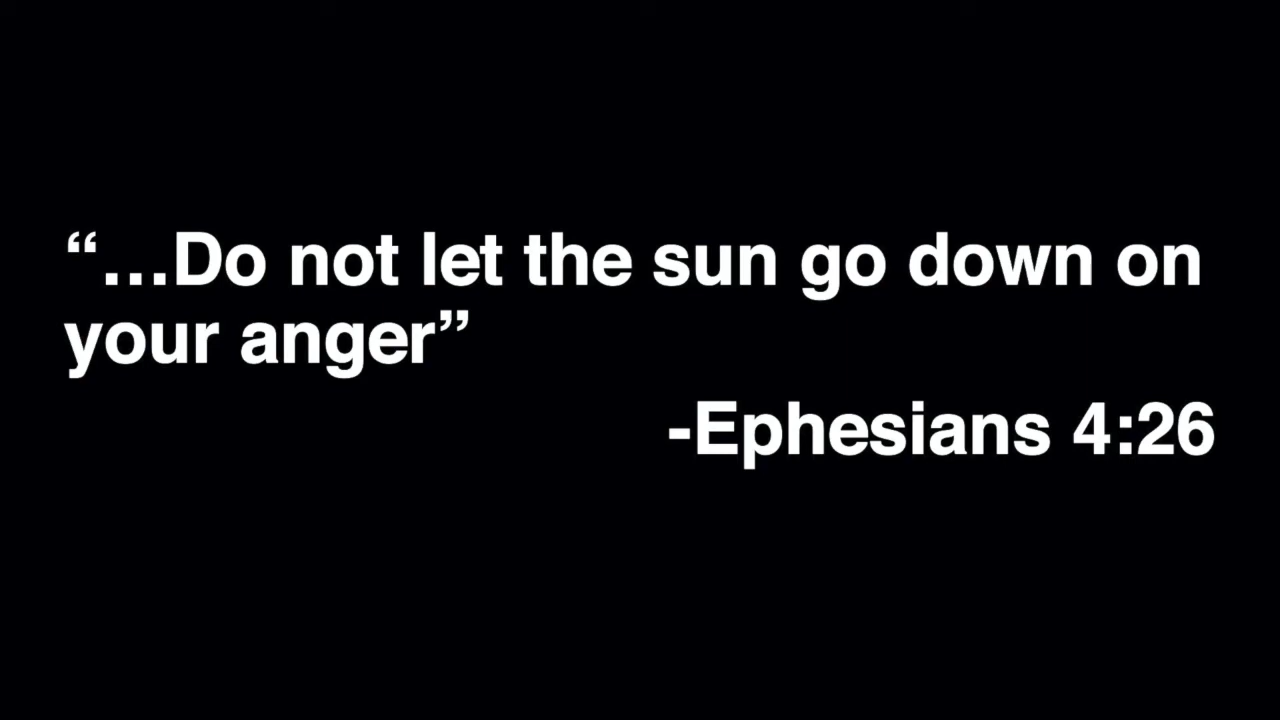 “...Do not let the sun go down on
your anger”
-Ephesians 4:26